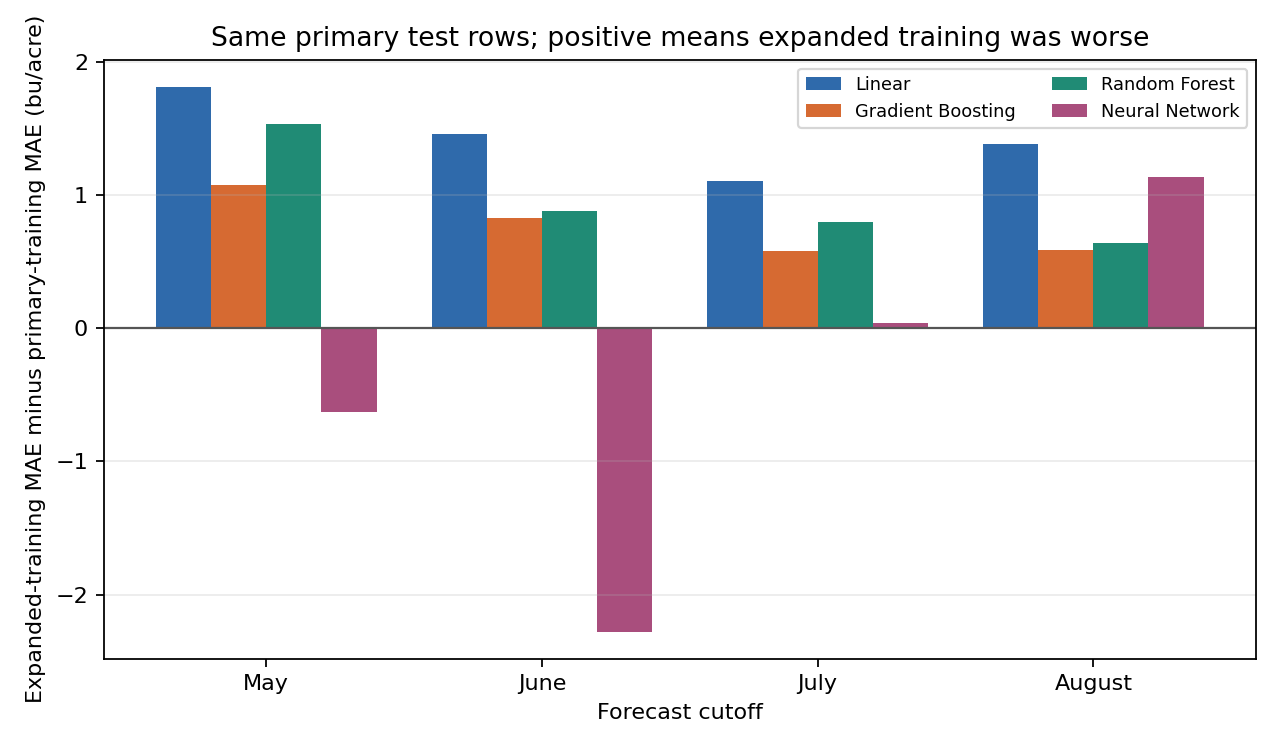 Same primary test rows; positive means expanded training was worse
Expanded-training MAE minus primary-training MAE (bu/acre)
2
1
0
−1
−2
Linear
Gradient Boosting
Random Forest
Neural Network
May
June
July
August
Forecast cutoff